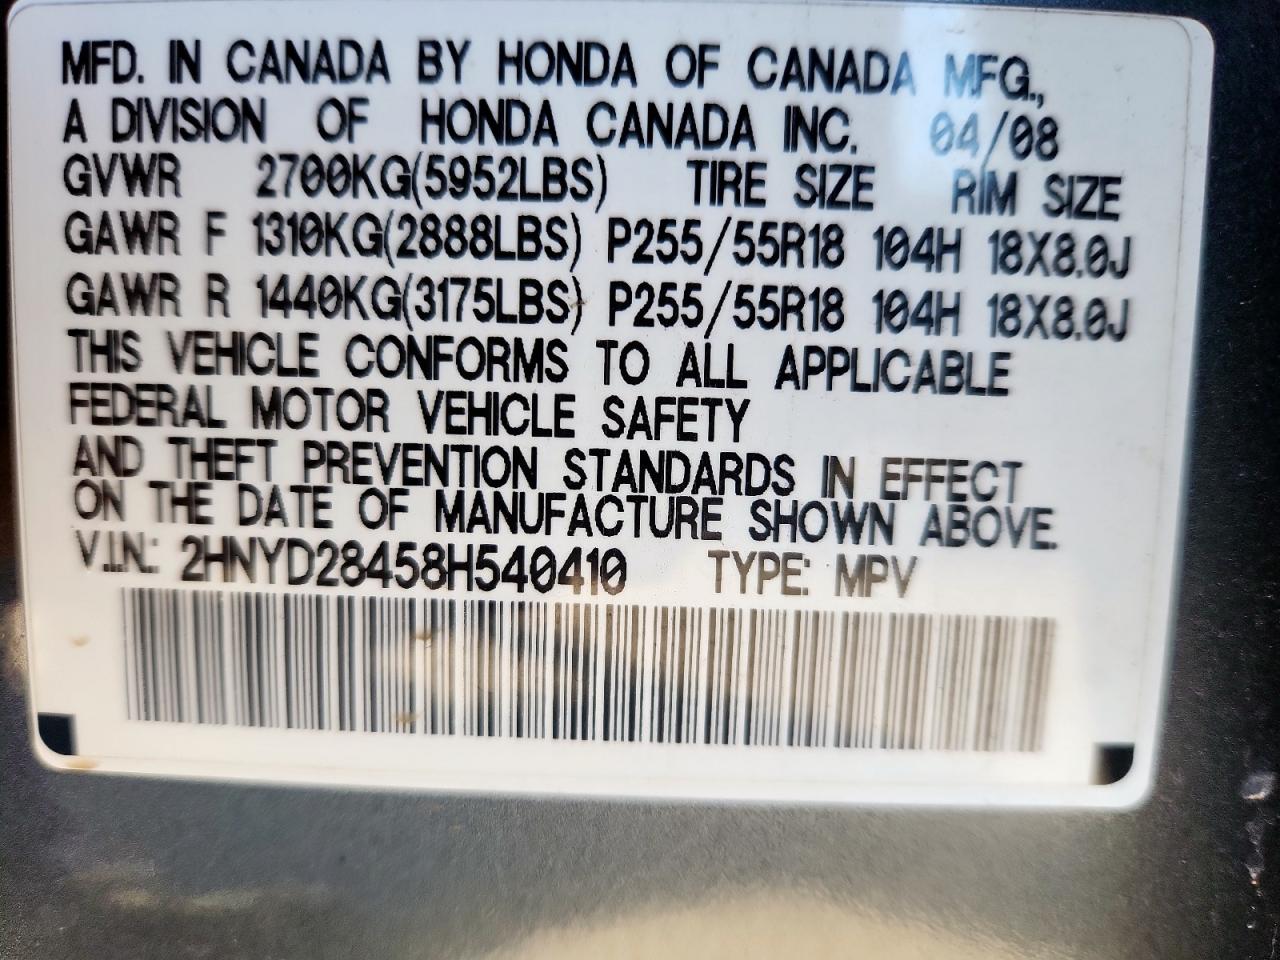 MFD. IN CANADA BY HONDA OF CANADA MFG.,
A DIVISION OF HONDA CANADA INC. 04/08
GVWR 2700KG(5952LBS) TIRE SIZE RIM SIZE
GAWR F 1310KG(2888LBS) P255/55R18 104H 18X8.0J
GAWR R 1440KG(3175LBS) P255/55R18 104H 18X8.0J
THIS VEHICLE CONFORMS TO ALL APPLICABLE
FEDERAL MOTOR VEHICLE SAFETY
AND THEFT PREVENTION STANDARDS IN EFFECT
ON THE DATE OF MANUFACTURE SHOWN ABOVE.
V.I.N.: 2HNYD28458H540410 TYPE: MPV